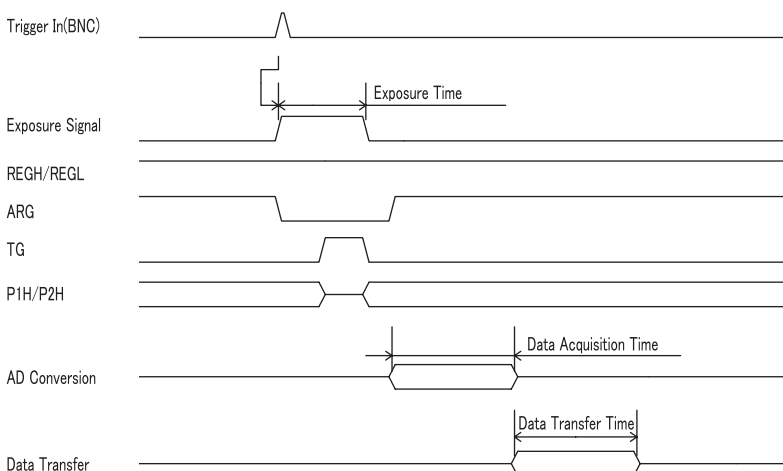 Trigger In(BNC)
Exposure Time
Exposure Signal
REGH/REGL
ARG
TG
P1H/P2H
Data Acquisition Time
AD Conversion
Data Transfer Time
Data Transfer